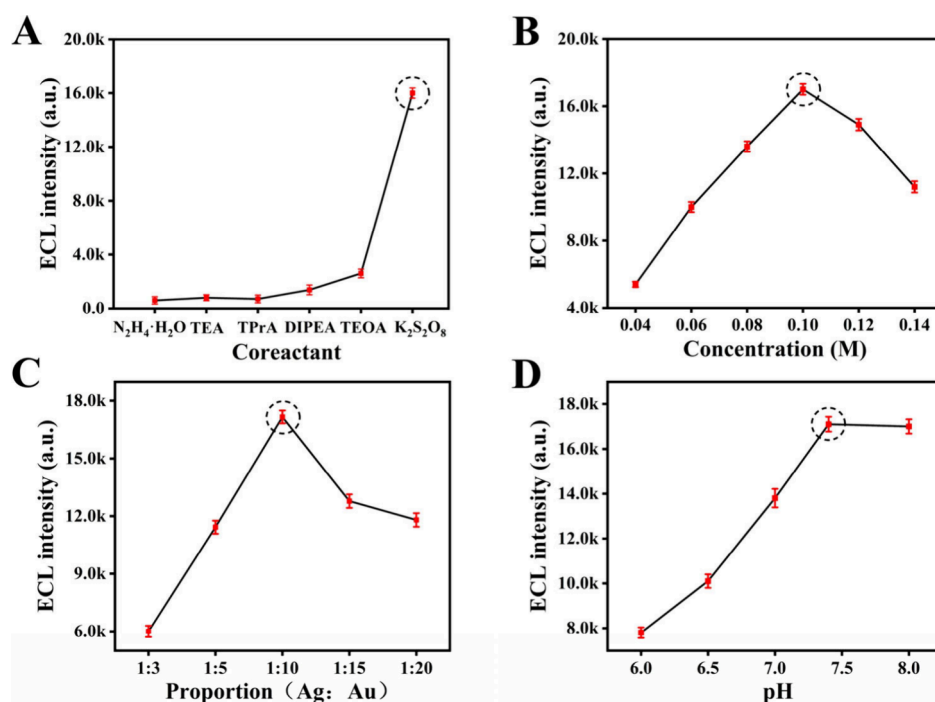 A
20.0k
16.0k
12.0k
8.0k
4.0k
0.0
ECL intensity (a.u.)
N₂H₄·H₂O TEA TPrA DIPEA TEOA K₂S₂O₈
Coreactant
B
20.0k
16.0k
12.0k
8.0k
4.0k
ECL intensity (a.u.)
0.04 0.06 0.08 0.10 0.12 0.14
Concentration (M)
C
18.0k
15.0k
12.0k
9.0k
6.0k
ECL intensity (a.u.)
1:3 1:5 1:10 1:15 1:20
Proportion（Ag：Au）
D
18.0k
16.0k
14.0k
12.0k
10.0k
8.0k
ECL intensity (a.u.)
6.0 6.5 7.0 7.5 8.0
pH